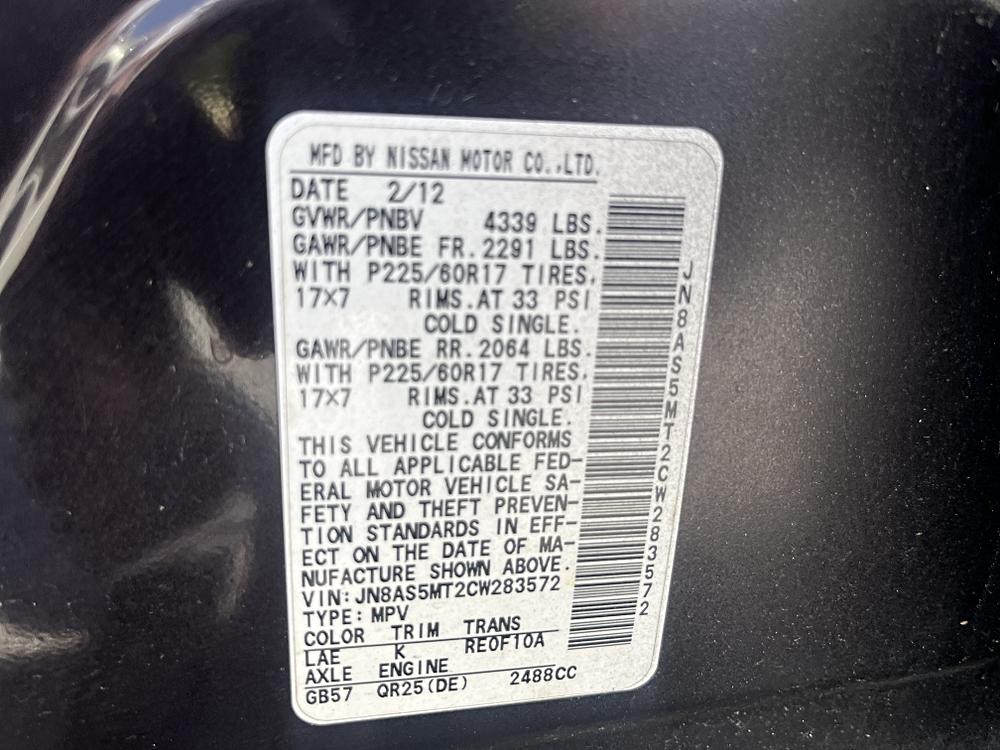 MFD BY NISSAN MOTOR CO.,LTD.
DATE 2/12
GVWR/PNBV 4339 LBS.
GAWR/PNBE FR.2291 LBS.
WITH P225/60R17 TIRES.
17×7 RIMS.AT 33 PSI
COLD SINGLE.
GAWR/PNBE RR.2064 LBS.
WITH P225/60R17 TIRES.
17×7 RIMS.AT 33 PSI
COLD SINGLE.
THIS VEHICLE CONFORMS
TO ALL APPLICABLE FED-
ERAL MOTOR VEHICLE SA-
FETY AND THEFT PREVEN-
TION STANDARDS IN EFF-
ECT ON THE DATE OF MA-
NUFACTURE SHOWN ABOVE.
VIN:JN8AS5MT2CW283572
TYPE:MPV
COLOR TRIM TRANS
LAE K RE0F10A
AXLE ENGINE
GB57 QR25(DE) 2488CC
JN8AS5MT2CW283572